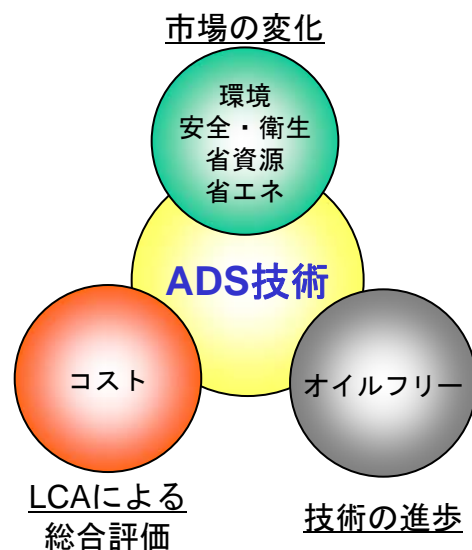 市場の変化
環境
安全・衛生
省資源
省エネ
ADS技術
コスト
オイルフリー
LCAによる
総合評価
技術の進歩